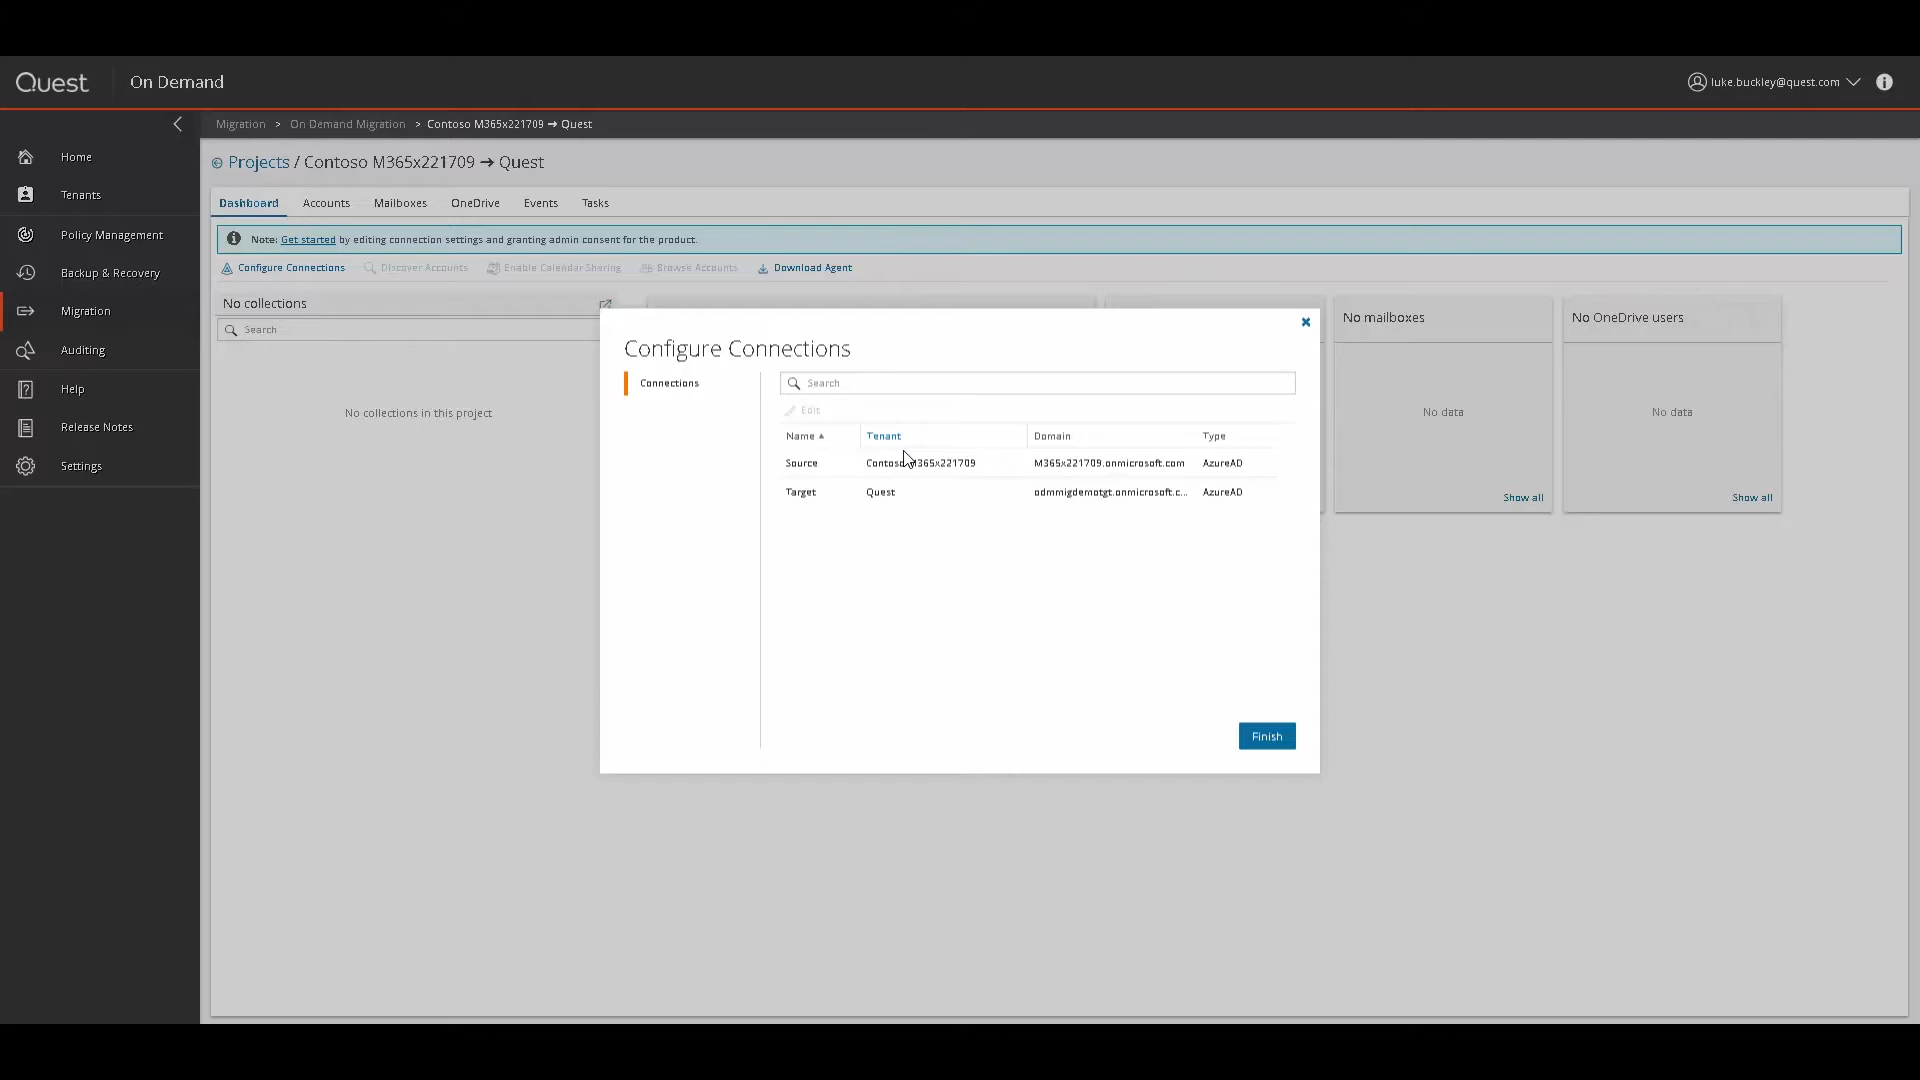 Quest On Demand
luke.buckley@quest.com
Migration > On Demand Migration > Contoso M365x221709 ➔ Quest
Home
Tenants
Policy Management
Backup & Recovery
Migration
Auditing
Help
Release Notes
Settings
Projects / Contoso M365x221709 ➔ Quest
Dashboard Accounts Mailboxes OneDrive Events Tasks
Note: Get started by editing connection settings and granting admin consent for the product.
Configure Connections Discover Accounts Enable Calendar Sharing Browse Accounts Download Agent
No collections
Search
No collections in this project
No mailboxes
No data
Show all
No OneDrive users
No data
Show all
Configure Connections
Connections
Search
Edit
Name Tenant Domain Type
Source Contoso M365x221709 M365x221709.onmicrosoft.com AzureAD
Target Quest odmmigdemotgt.onmicrosoft.c... AzureAD
Finish